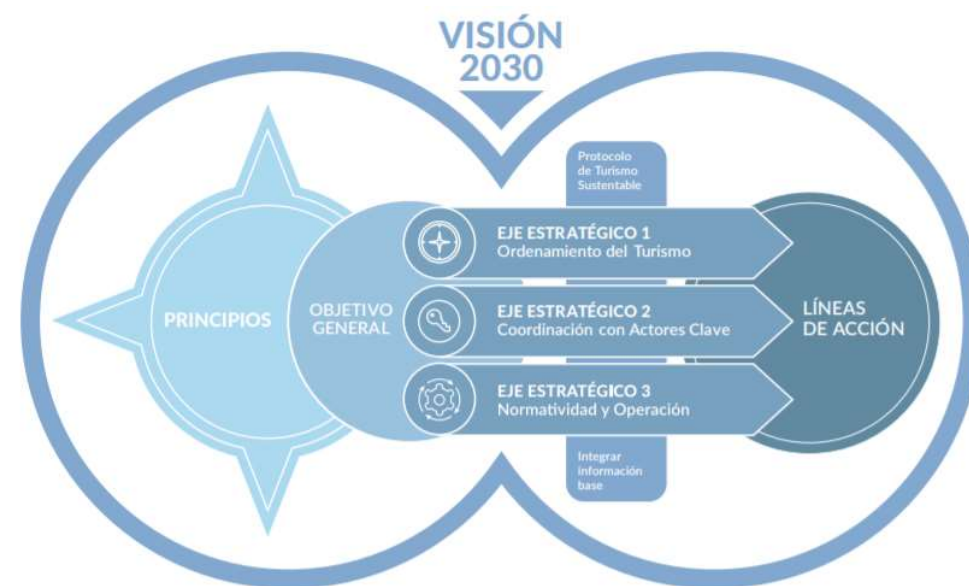 VISIÓN
2030
Protocolo
de Turismo
Sustentable
PRINCIPIOS
OBJETIVO
GENERAL
EJE ESTRATÉGICO 1
Ordenamiento del Turismo
EJE ESTRATÉGICO 2
Coordinación con Actores Clave
EJE ESTRATÉGICO 3
Normatividad y Operación
LÍNEAS
DE ACCIÓN
Integrar
información
base